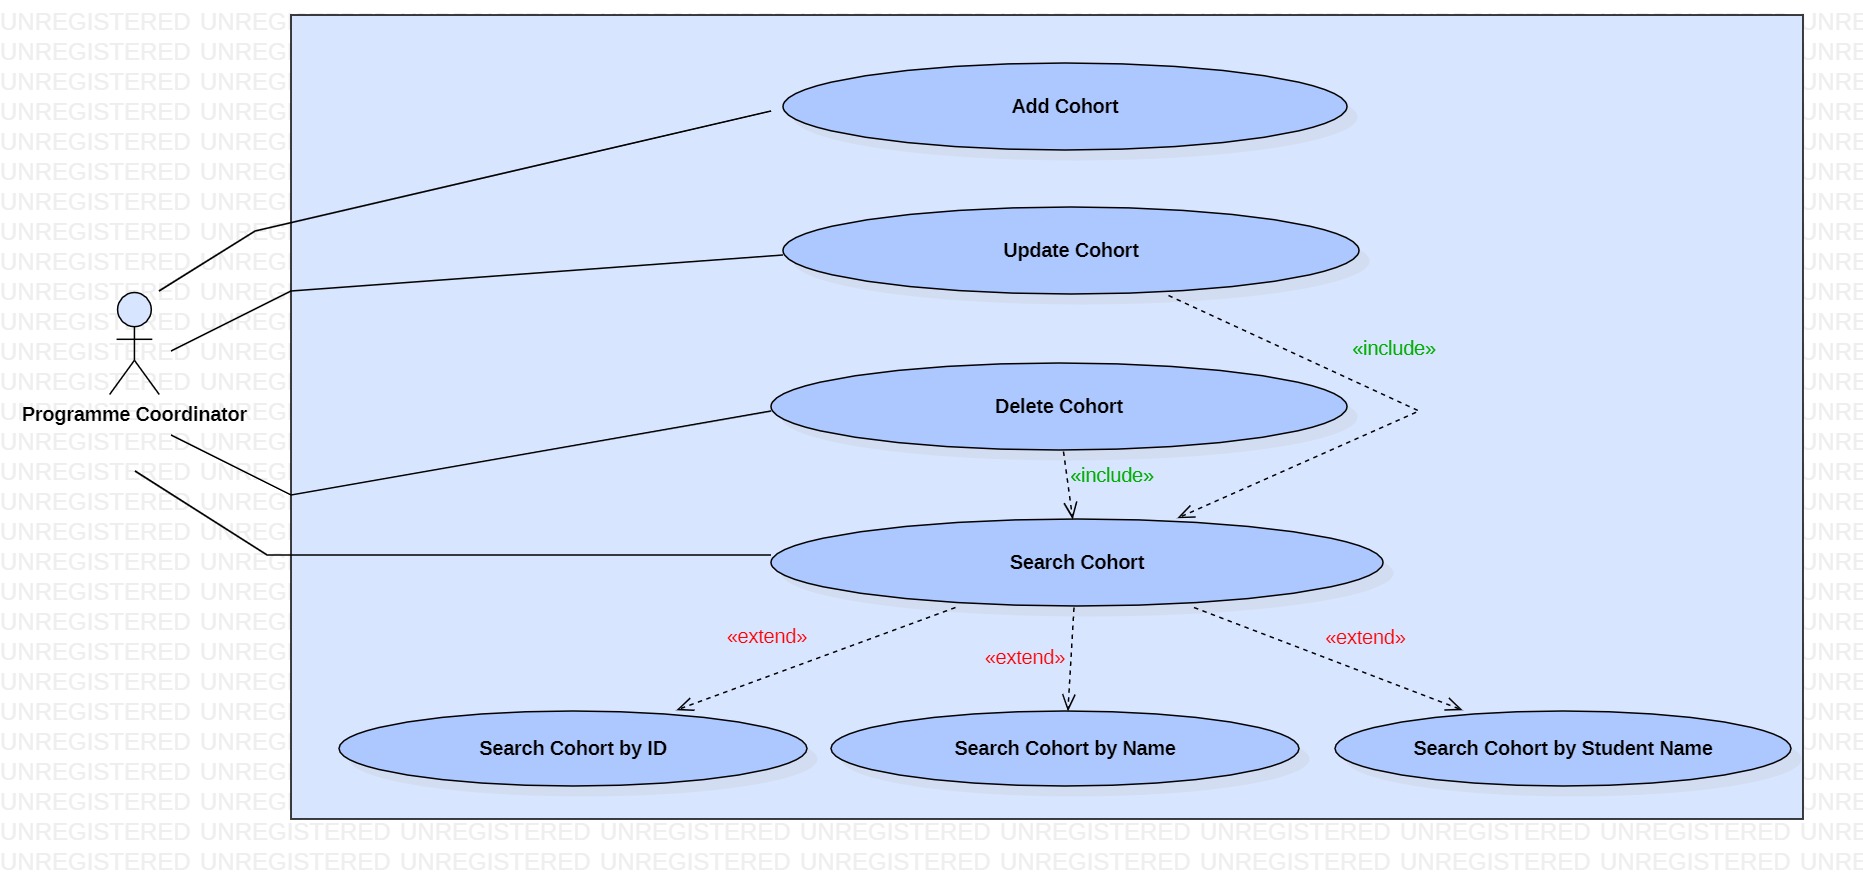 Add Cohort
Update Cohort
«include»
Delete Cohort
Programme Coordinator
«include»
Search Cohort
«extend»
«extend»
«extend»
Search Cohort by ID
Search Cohort by Name
Search Cohort by Student Name
UNREGISTERED UNREGISTERED UNREGISTERED UNREGISTERED UNREGISTERED UNREGISTERED UNREGISTERED UNREGISTERED UNREGISTERED UNRE
UNREGISTERED UNREGISTERED UNREGISTERED UNREGISTERED UNREGISTERED UNREGISTERED UNREGISTERED UNREGISTERED UNREGISTERED UNRE